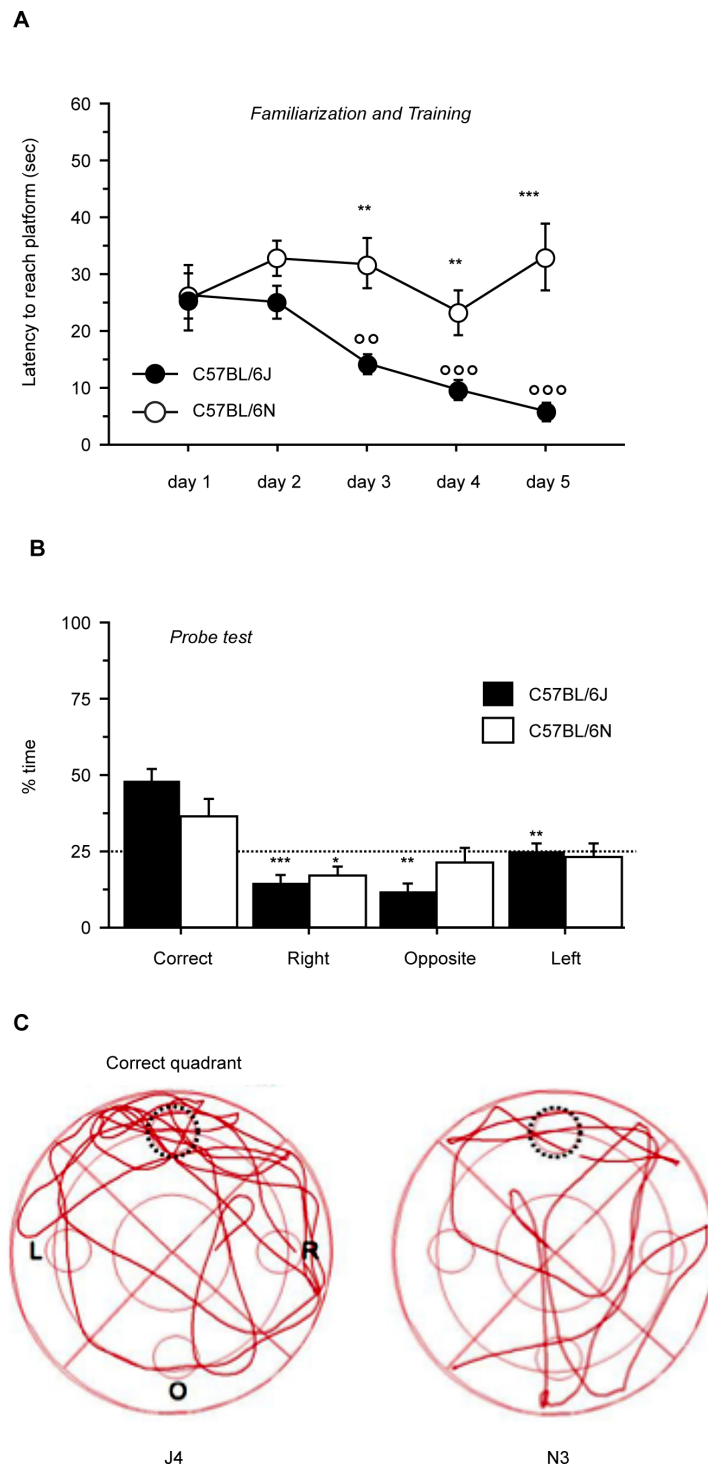 A
Familiarization and Training
Latency to reach platform (sec)
60
50
40
30
20
10
0
**
**
***
°°
°°°
°°°
C57BL/6J
C57BL/6N
day 1
day 2
day 3
day 4
day 5
B
Probe test
% time
100
75
50
25
0
C57BL/6J
C57BL/6N
***
*
**
**
Correct
Right
Opposite
Left
C
Correct quadrant
L
R
O
J4
N3